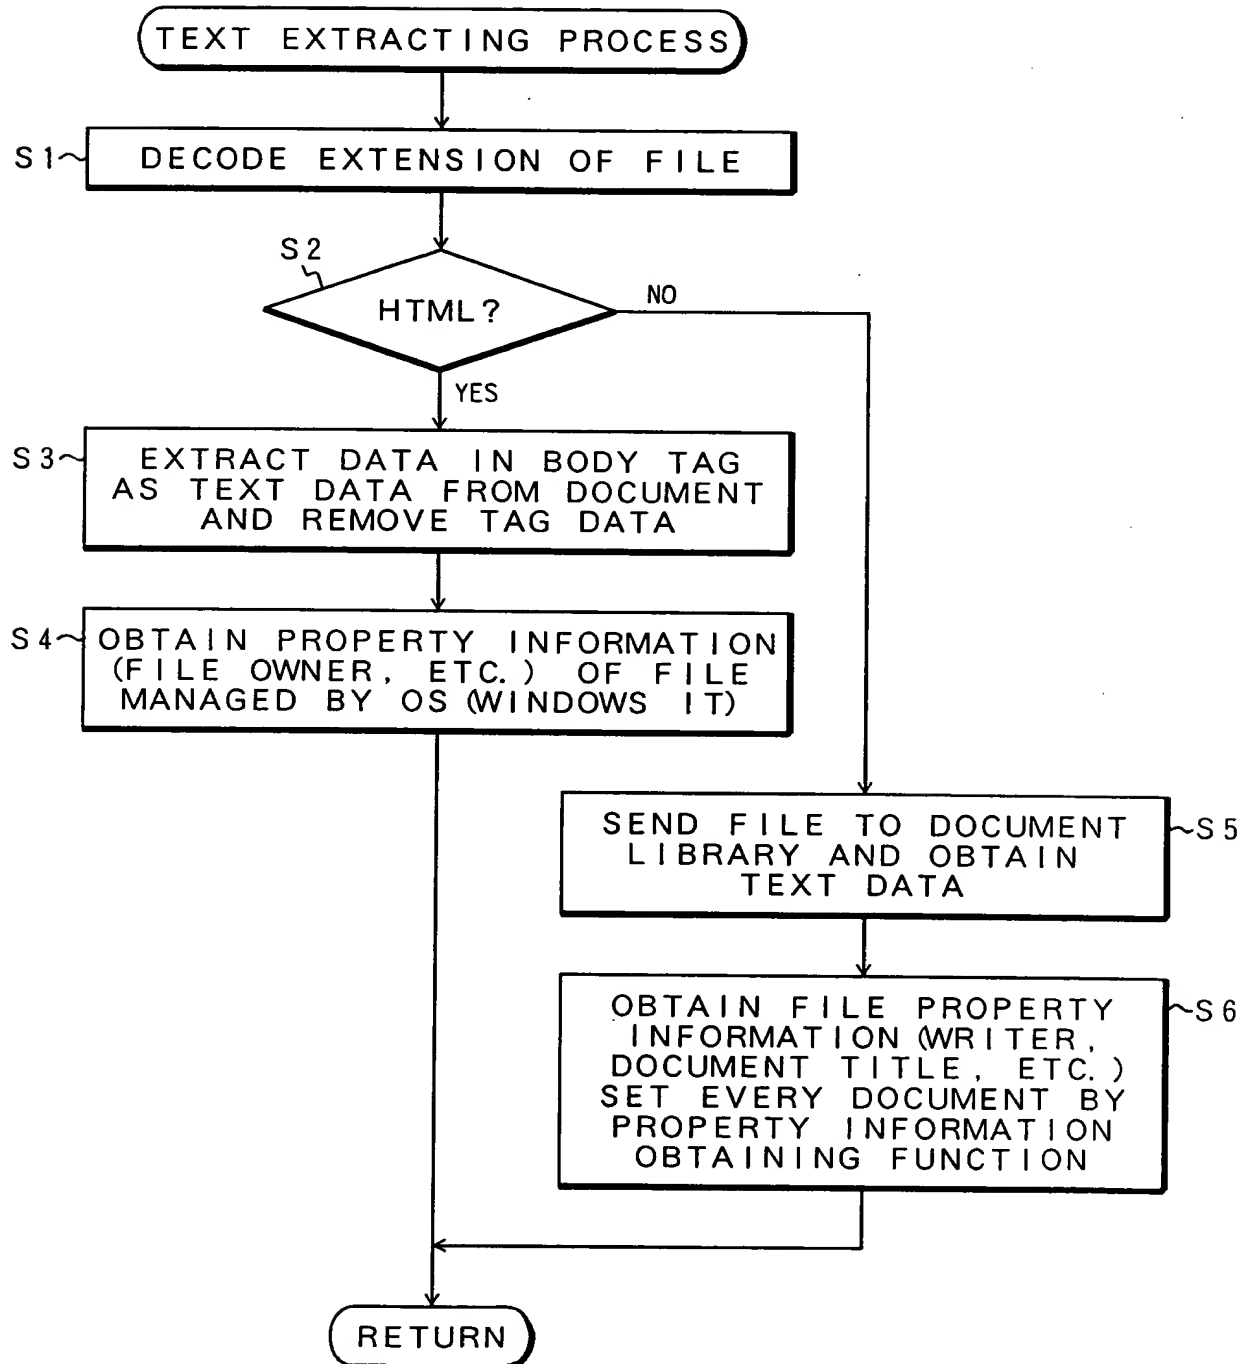 TEXT EXTRACTING PROCESS
S1
DECODE EXTENSION OF FILE
S2
HTML?
NO
YES
S3
EXTRACT DATA IN BODY TAG
AS TEXT DATA FROM DOCUMENT
AND REMOVE TAG DATA
S4
OBTAIN PROPERTY INFORMATION
(FILE OWNER, ETC.) OF FILE
MANAGED BY OS (WINDOWS IT)
SEND FILE TO DOCUMENT
LIBRARY AND OBTAIN
TEXT DATA
S5
OBTAIN FILE PROPERTY
INFORMATION (WRITER,
DOCUMENT TITLE, ETC.)
SET EVERY DOCUMENT BY
PROPERTY INFORMATION
OBTAINING FUNCTION
S6
RETURN